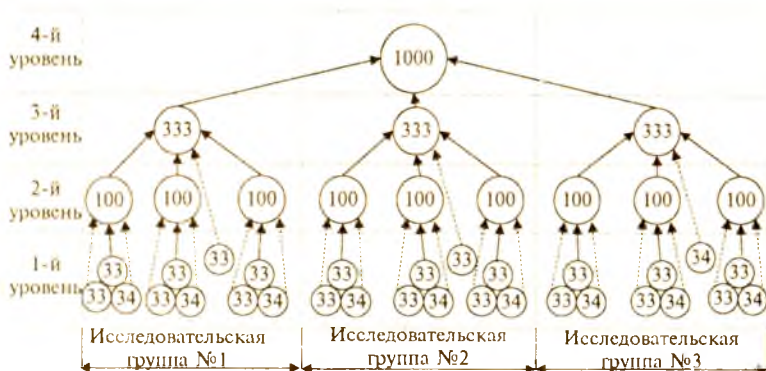 4-й
уровень
1000
3-й
уровень
333 333 333
2-й
уровень
100 100 100 100 100 100 100 100 100
1-й
уровень
33 33 34
33 33 33 33 33 33 33 33 33
33 34 33 34 33 34 33 34 33 34 33 34 33 34 33 34 33 34
Исследовательская Исследовательская Исследовательская
группа №1 группа №2 группа №3